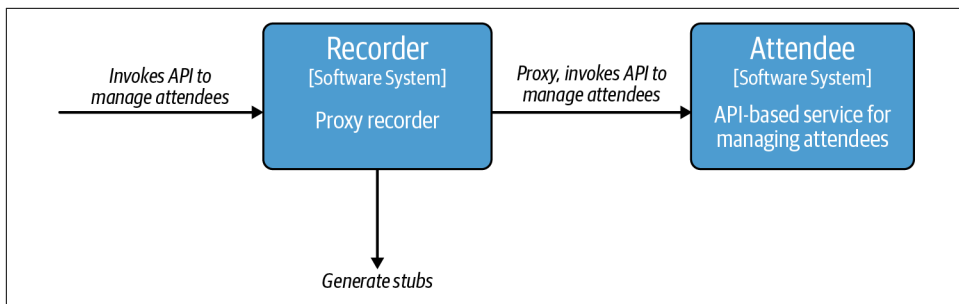 Invokes API to
manage attendees
Recorder
[Software System]
Proxy recorder
Proxy, invokes API to
manage attendees
Attendee
[Software System]
API-based service for
managing attendees
Generate stubs